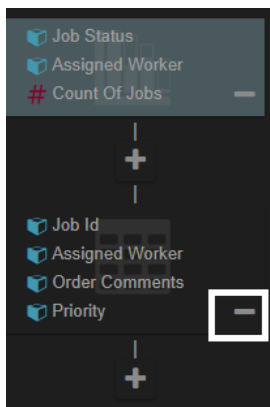 Job Status
Assigned Worker
# Count Of Jobs
Job Id
Assigned Worker
Order Comments
Priority